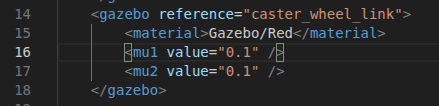 14 <gazebo reference="caster_wheel_link">
15 <material>Gazebo/Red</material>
16 <mu1 value="0.1" />
17 <mu2 value="0.1" />
18 </gazebo>